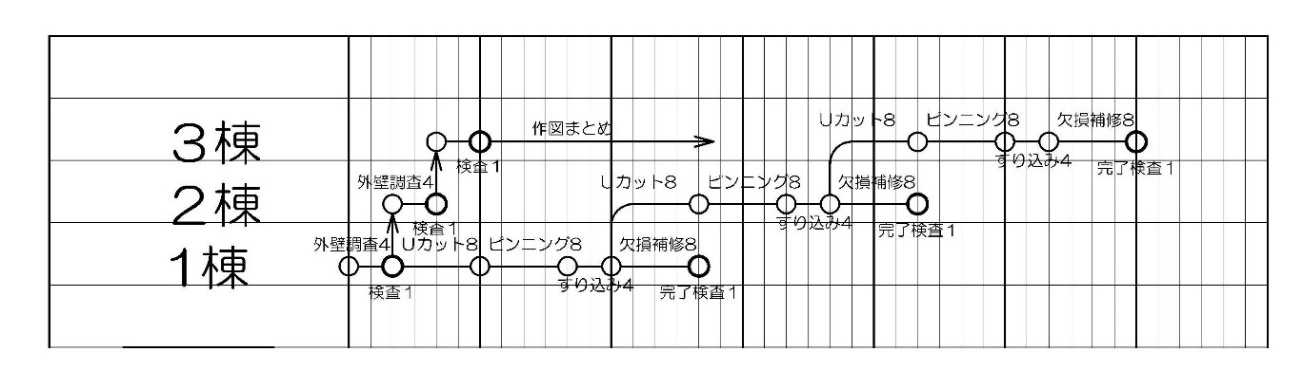 作図まとめ
Uカット8 ピンニング8 欠損補修8
3棟
検査1
すり込み4
完了検査1
外壁調査4
Uカット8 ピンニング8 欠損補修8
2棟
検査1
すり込み4
完了検査1
外壁調査4 Uカット8 ピンニング8 欠損補修8
1棟
検査1
すり込み4
完了検査1